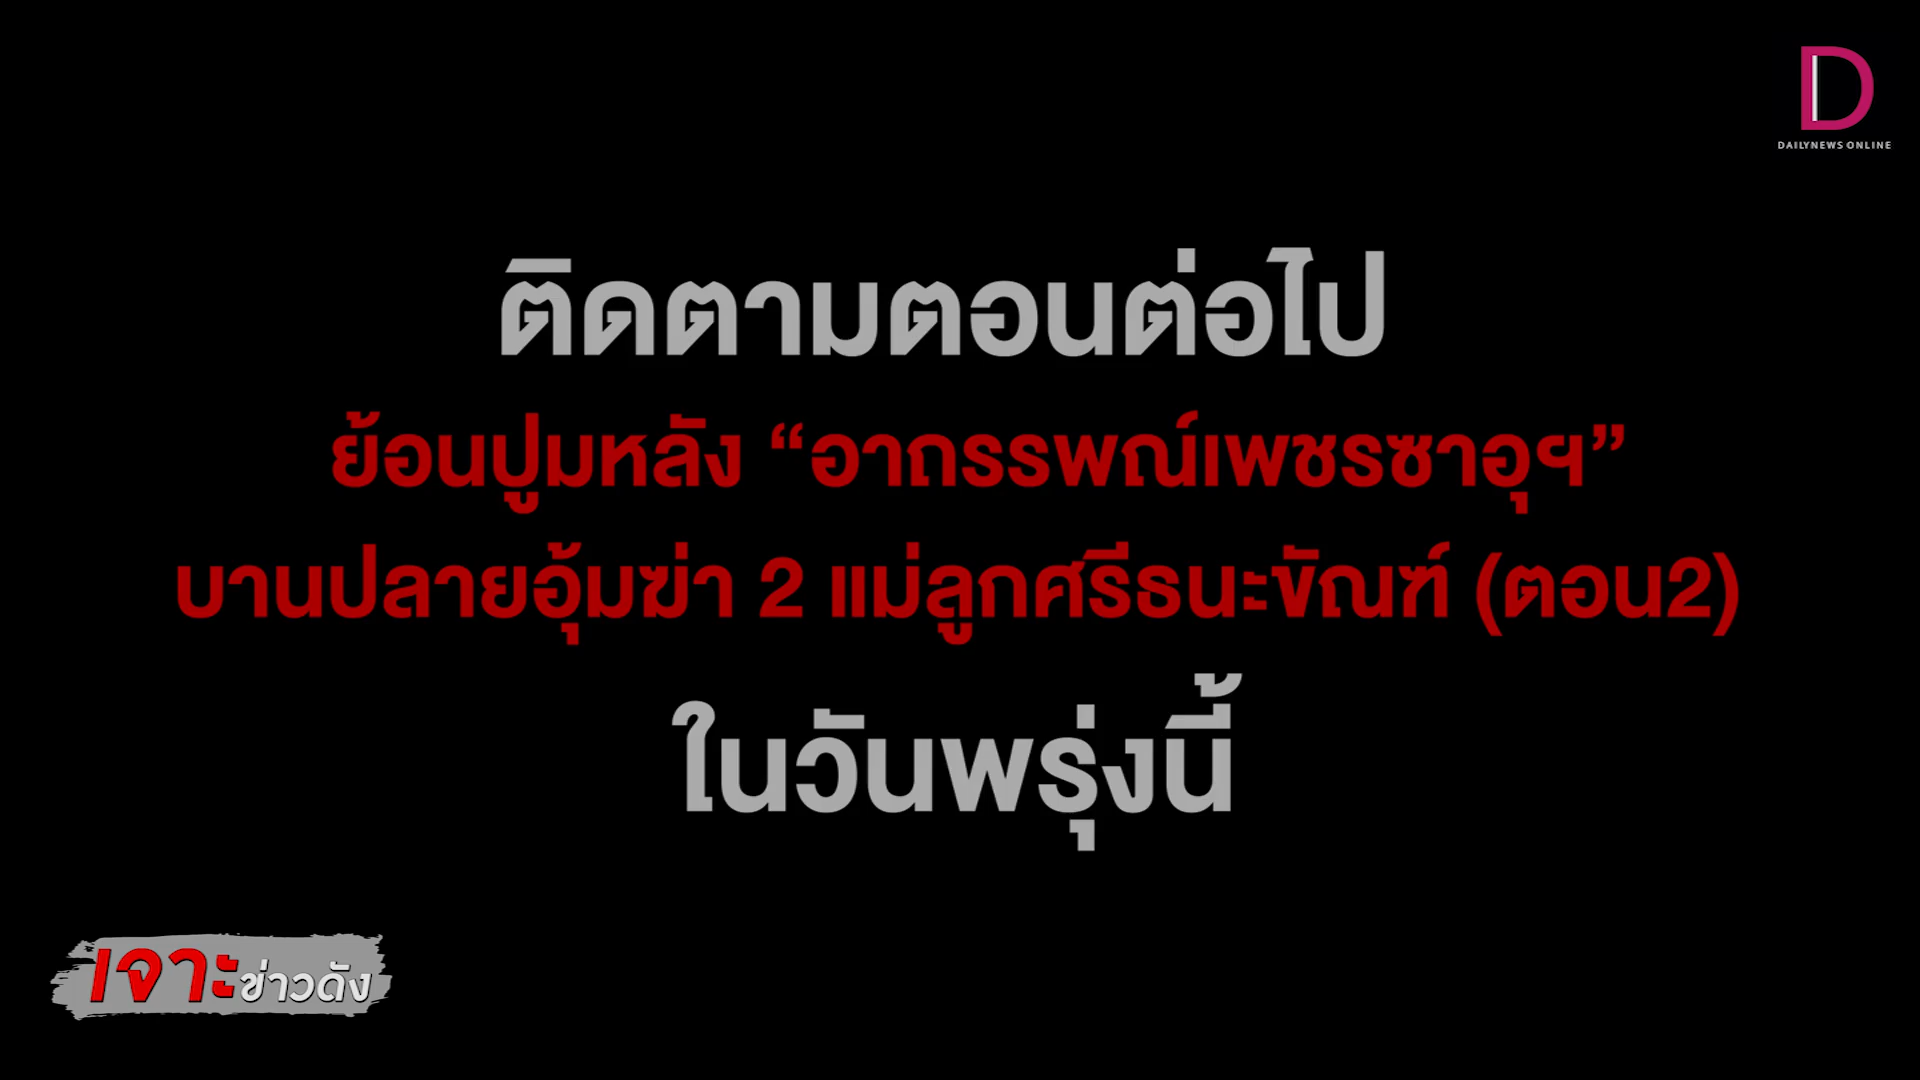 D
DAILYNEWS ONLINE
ติดตามตอนต่อไป
ย้อนปูมหลัง “อาถรรพณ์เพชรซาอุฯ”
บานปลายอุ้มฆ่า 2 แม่ลูกศรีธนะขัณฑ์ (ตอน2)
ในวันพรุ่งนี้
เจาะข่าวดัง